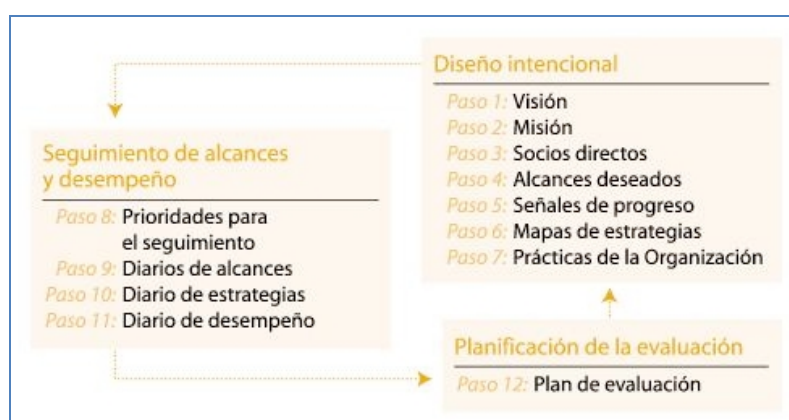 Diseño intencional
Paso 1: Visión
Paso 2: Misión
Paso 3: Socios directos
Paso 4: Alcances deseados
Paso 5: Señales de progreso
Paso 6: Mapas de estrategias
Paso 7: Prácticas de la Organización
Seguimiento de alcances
y desempeño
Paso 8: Prioridades para
el seguimiento
Paso 9: Diarios de alcances
Paso 10: Diario de estrategias
Paso 11: Diario de desempeño
Planificación de la evaluación
Paso 12: Plan de evaluación